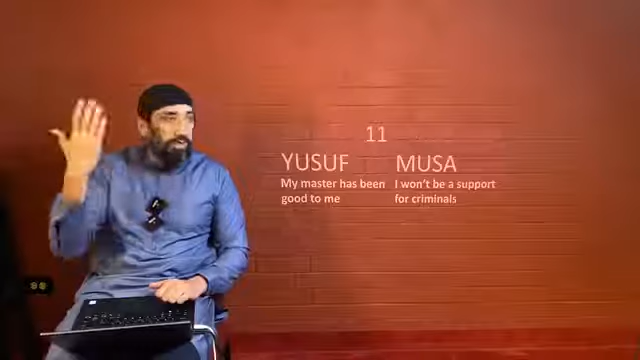 11
YUSUF MUSA
My master has been I won't be a support
good to me for criminals